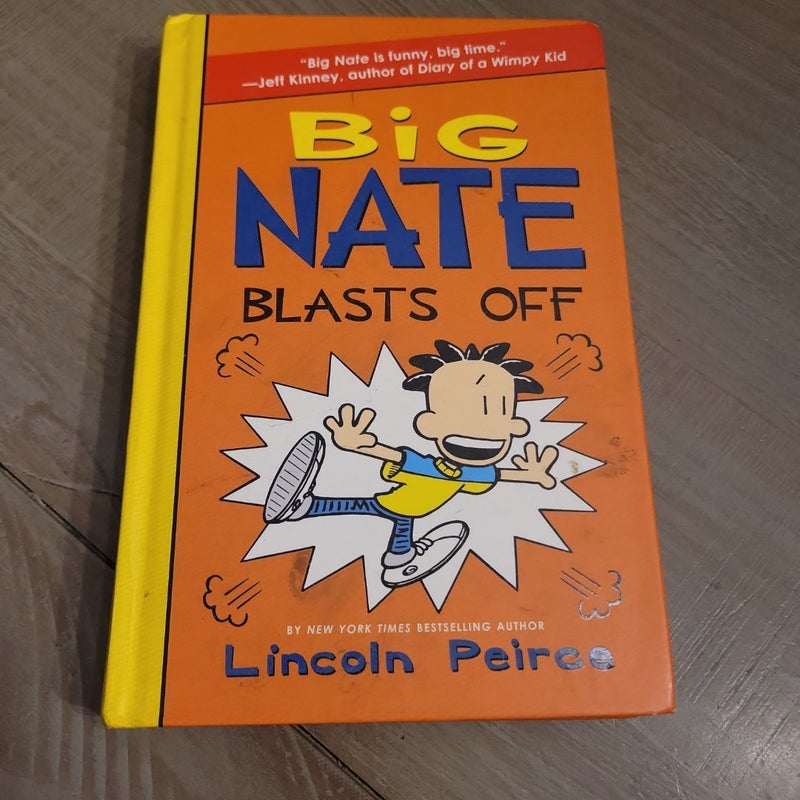 "Big Nate is funny, big time."
—Jeff Kinney, author of Diary of a Wimpy Kid
BiG
NATE
BLASTS OFF
BY NEW YORK TIMES BESTSELLING AUTHOR
Lincoln Peirce